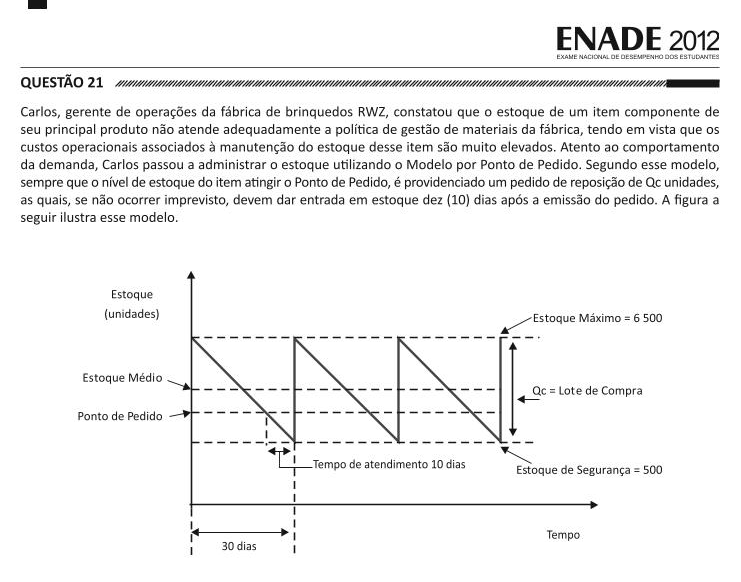 ENADE 2012
EXAME NACIONAL DE DESEMPENHO DOS ESTUDANTES
QUESTÃO 21
Carlos, gerente de operações da fábrica de brinquedos RWZ, constatou que o estoque de um item componente de
seu principal produto não atende adequadamente a política de gestão de materiais da fábrica, tendo em vista que os
custos operacionais associados à manutenção do estoque desse item são muito elevados. Atento ao comportamento
da demanda, Carlos passou a administrar o estoque utilizando o Modelo por Ponto de Pedido. Segundo esse modelo,
sempre que o nível de estoque do item atingir o Ponto de Pedido, é providenciado um pedido de reposição de Qc unidades,
as quais, se não ocorrer imprevisto, devem dar entrada em estoque dez (10) dias após a emissão do pedido. A figura a
seguir ilustra esse modelo.
Estoque
(unidades)
Estoque Máximo = 6 500
Estoque Médio
Qc = Lote de Compra
Ponto de Pedido
Tempo de atendimento 10 dias
Estoque de Segurança = 500
Tempo
30 dias